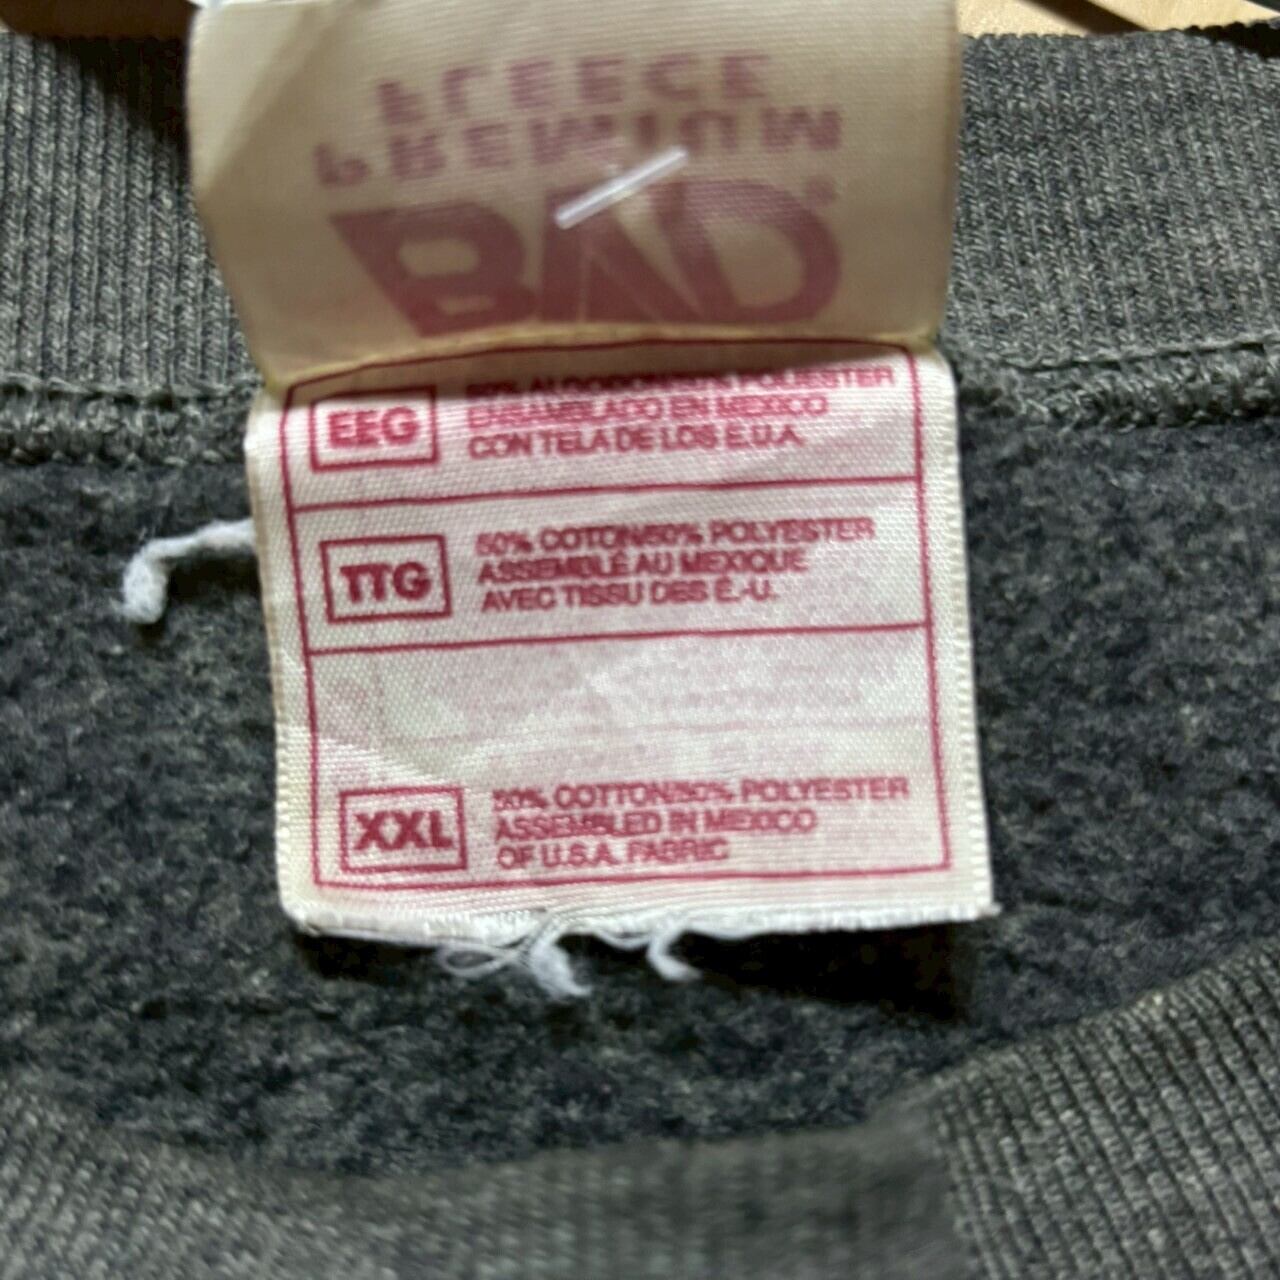 FLEECE
PREMIUM
BAD
EEG
50% ALGODON/50% POLIESTER
ENSAMBLADO EN MEXICO
CON TELA DE LOS E.U.A.
TTG
50% COTTON/50% POLYESTER
ASSEMBLÉ AU MEXIQUE
AVEC TISSU DES É.-U.
XXL
50% COTTON/50% POLYESTER
ASSEMBLED IN MEXICO
OF U.S.A. FABRIC